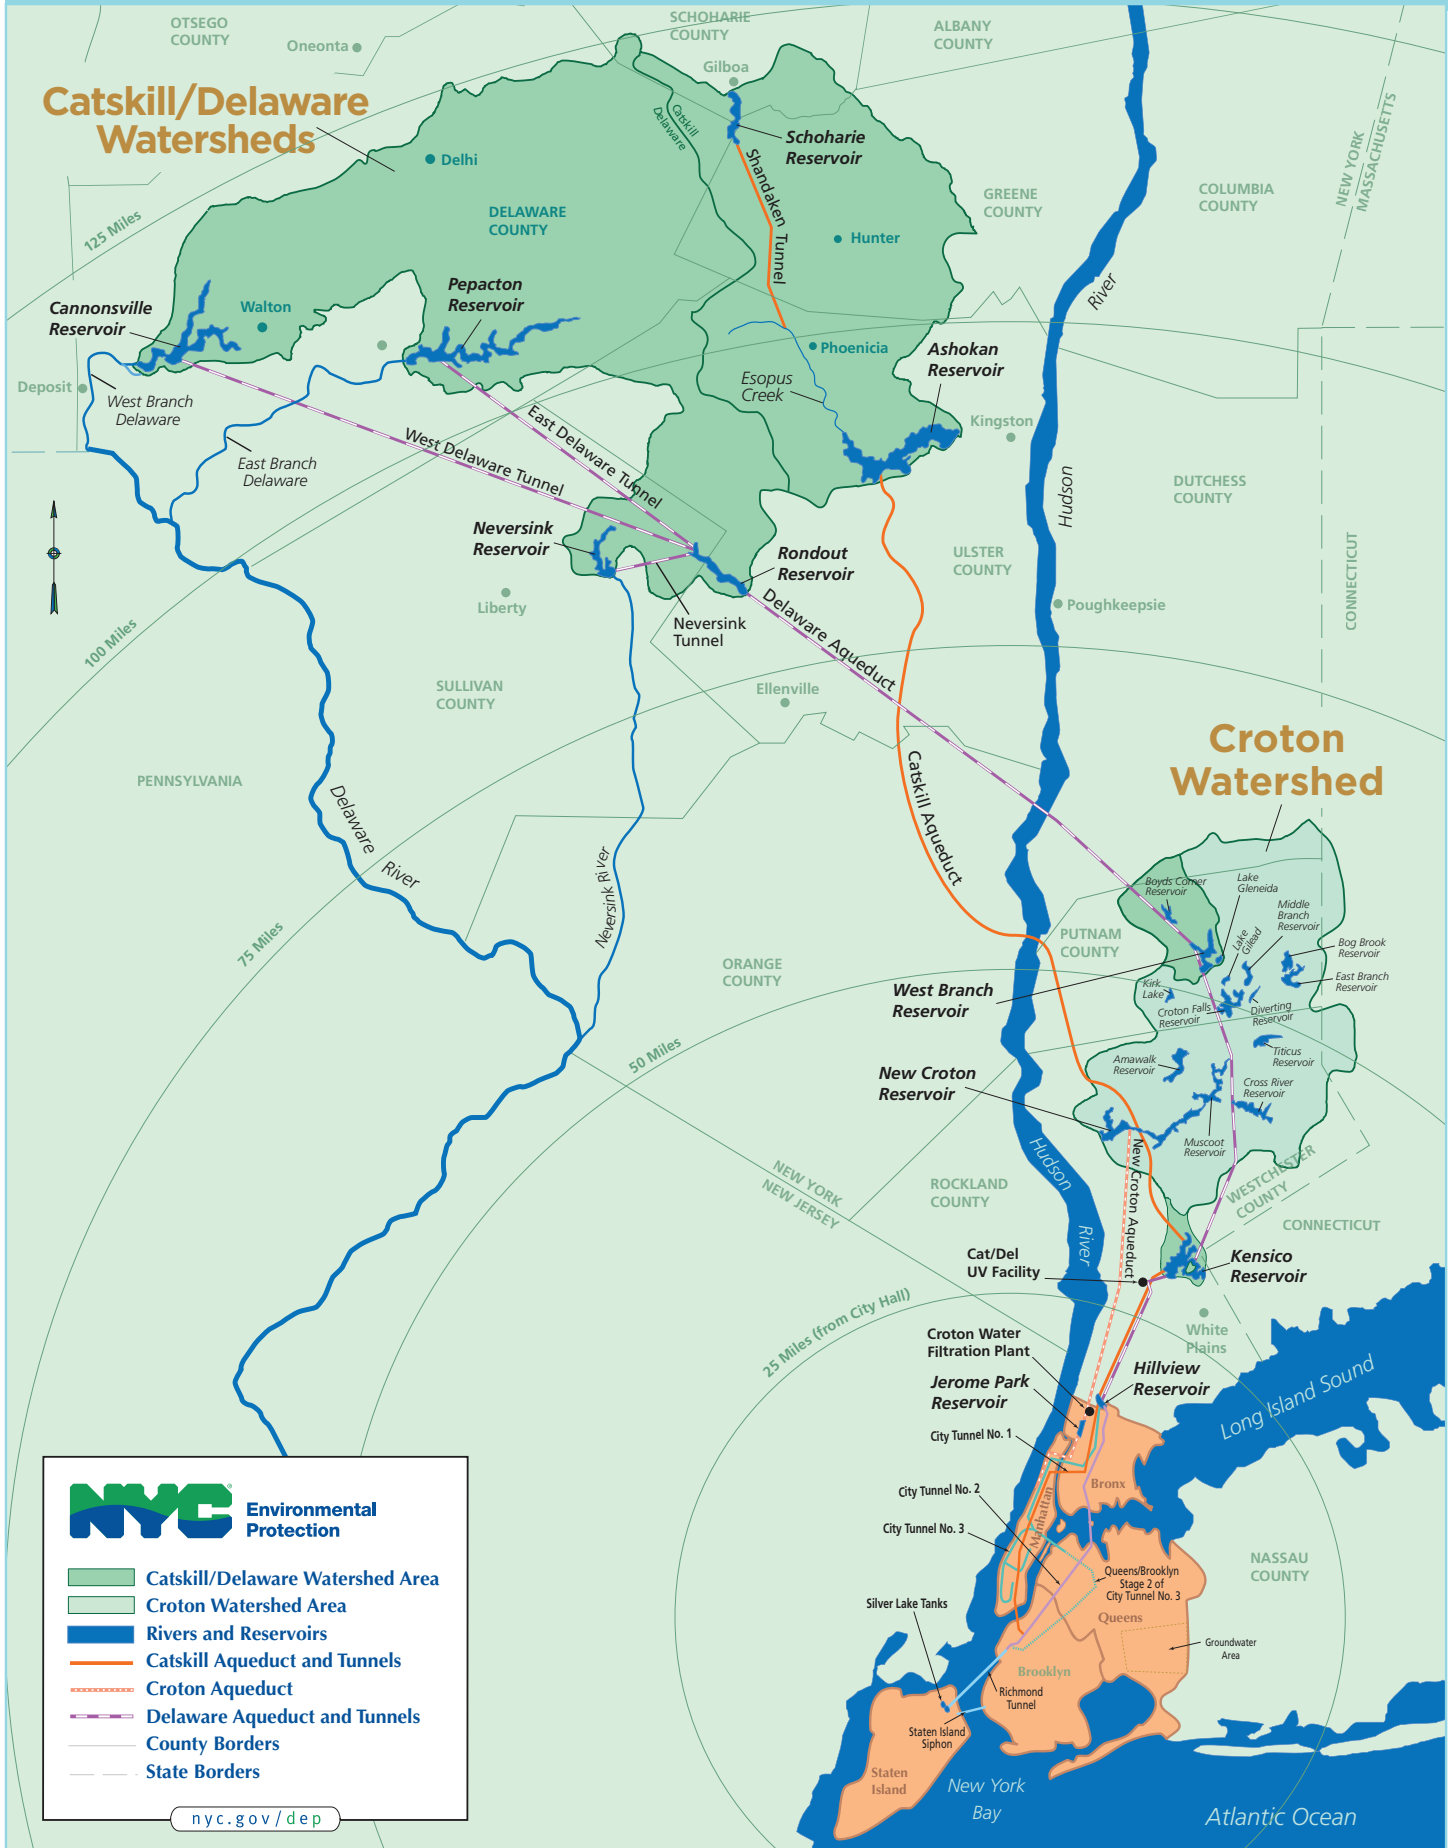 OTSEGO
COUNTY
Oneonta
SCHOHARIE
COUNTY
ALBANY
COUNTY
Gilboa
Catskill/Delaware
Watersheds
Catskill
Delaware
Schoharie
Reservoir
Delhi
NEW YORK
MASSACHUSETTS
GREENE
COUNTY
COLUMBIA
COUNTY
125 Miles
DELAWARE
COUNTY
Shandaken Tunnel
Hunter
Pepacton
Reservoir
River
Cannonsville
Reservoir
Walton
Phoenicia
Ashokan
Reservoir
Deposit
West Branch
Delaware
Esopus
Creek
East Delaware Tunnel
West Delaware Tunnel
Kingston
East Branch
Delaware
Hudson
DUTCHESS
COUNTY
Neversink
Reservoir
Rondout
Reservoir
ULSTER
COUNTY
CONNECTICUT
Liberty
Neversink
Tunnel
Delaware Aqueduct
Poughkeepsie
100 Miles
SULLIVAN
COUNTY
Ellenville
Croton
Watershed
PENNSYLVANIA
Catskill Aqueduct
Delaware
River
Neversink River
Boyds Corner
Reservoir
Lake
Gleneida
Middle
Branch
Reservoir
Lake
Gilead
Bog Brook
Reservoir
75 Miles
PUTNAM
COUNTY
ORANGE
COUNTY
East Branch
Reservoir
West Branch
Reservoir
Kirk
Lake
Croton Falls
Reservoir
Diverting
Reservoir
50 Miles
Amawalk
Reservoir
Titicus
Reservoir
New Croton
Reservoir
Cross River
Reservoir
Muscoot
Reservoir
Hudson
River
New Croton Aqueduct
NEW YORK
NEW JERSEY
ROCKLAND
COUNTY
WESTCHESTER
COUNTY
CONNECTICUT
Cat/Del
UV Facility
Kensico
Reservoir
25 Miles (from City Hall)
White
Plains
Croton Water
Filtration Plant
Hillview
Reservoir
Jerome Park
Reservoir
Long Island Sound
City Tunnel No. 1
City Tunnel No. 2
Bronx
Manhattan
City Tunnel No. 3
NASSAU
COUNTY
Queens/Brooklyn
Stage 2 of
City Tunnel No. 3
Silver Lake Tanks
Queens
Groundwater
Area
Brooklyn
Richmond
Tunnel
Staten Island
Siphon
Staten
Island
New York
Bay
Atlantic Ocean
NYC
®
Environmental
Protection
Catskill/Delaware Watershed Area
Croton Watershed Area
Rivers and Reservoirs
Catskill Aqueduct and Tunnels
Croton Aqueduct
Delaware Aqueduct and Tunnels
County Borders
State Borders
nyc.gov/dep